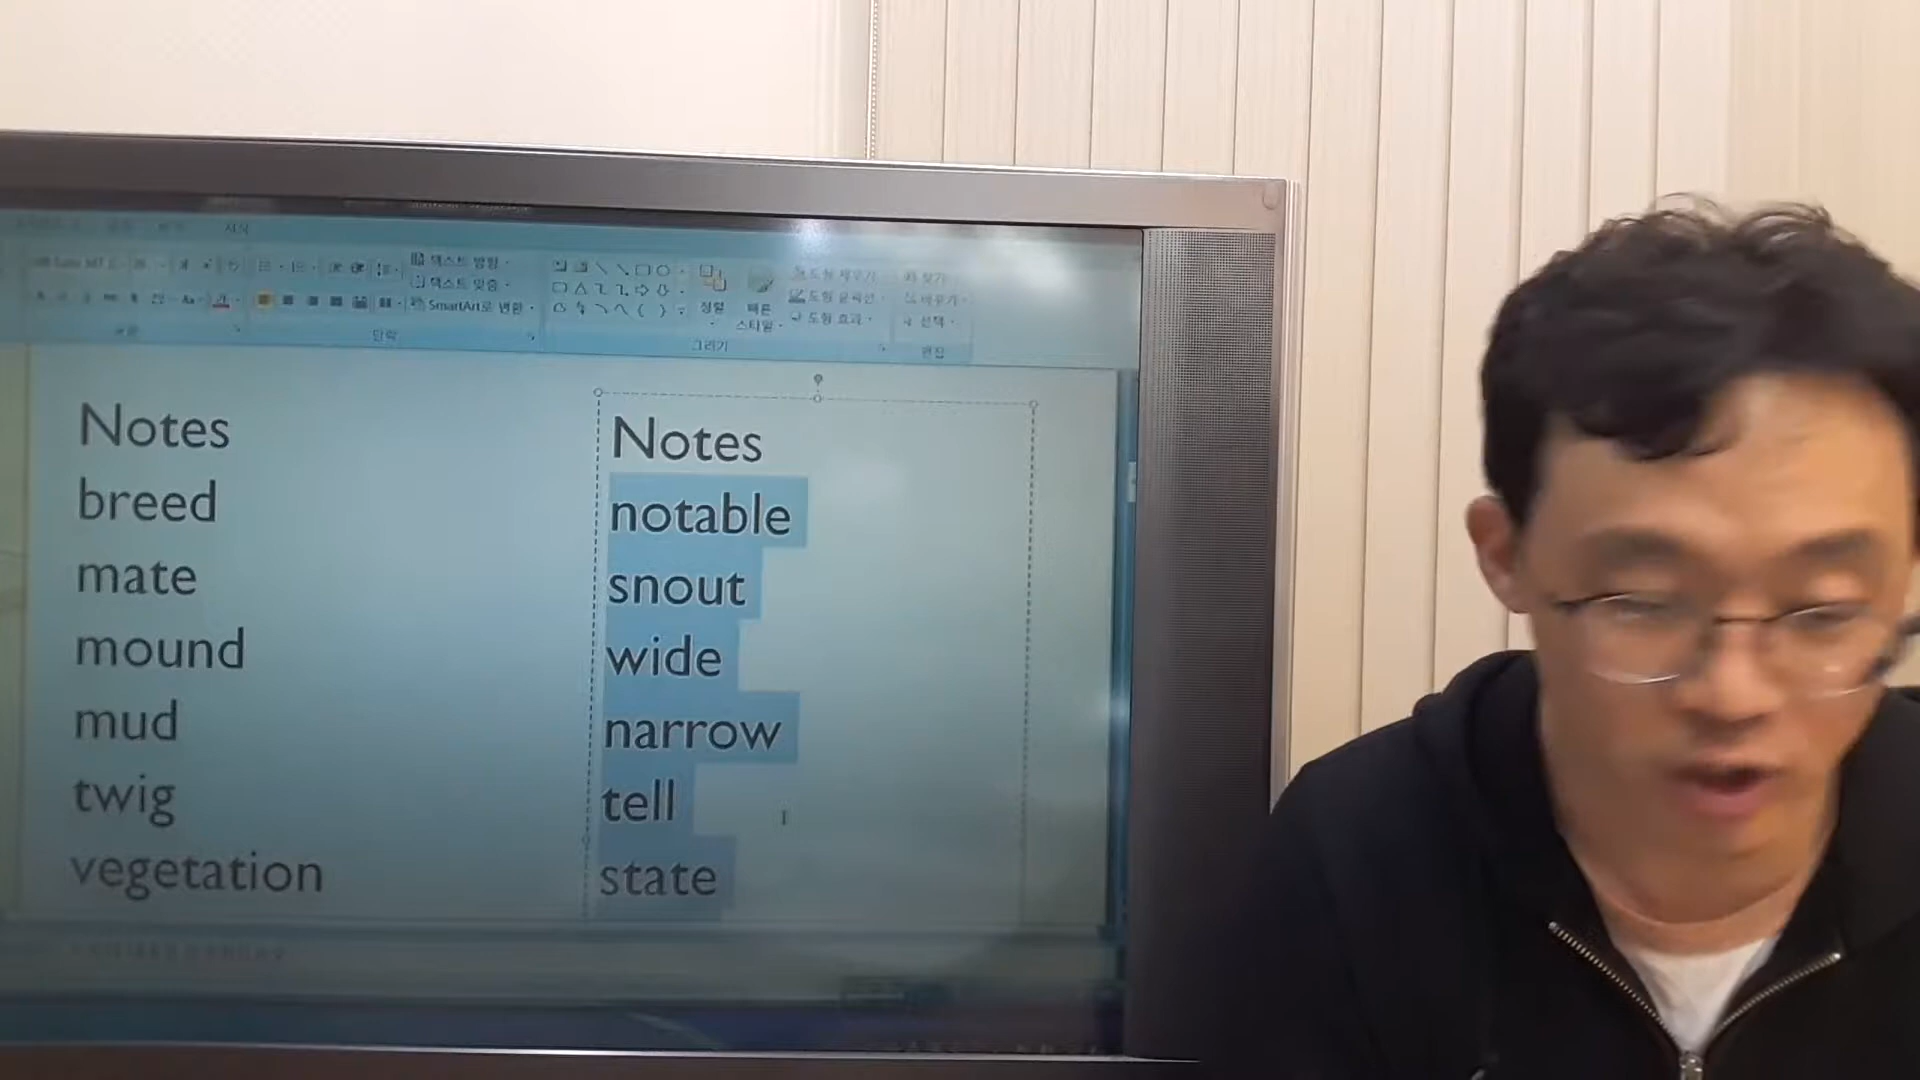 서식
텍스트 방향
텍스트 맞춤
SmartArt로 변환
단락
정렬
빠른
스타일
도형 채우기
도형 윤곽선
도형 효과
그리기
찾기
바꾸기
선택
편집
Notes
breed
mate
mound
mud
twig
vegetation
Notes
notable
snout
wide
narrow
tell
state